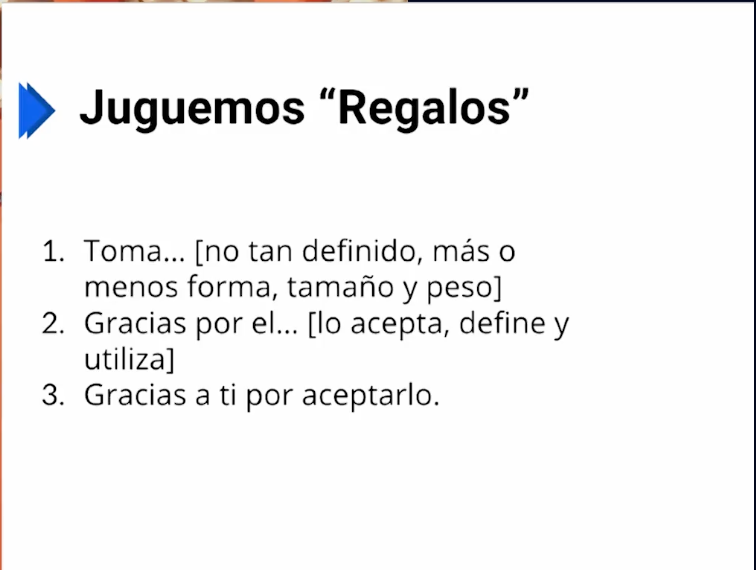 Juguemos “Regalos”
1. Toma... [no tan definido, más o
menos forma, tamaño y peso]
2. Gracias por el... [lo acepta, define y
utiliza]
3. Gracias a ti por aceptarlo.